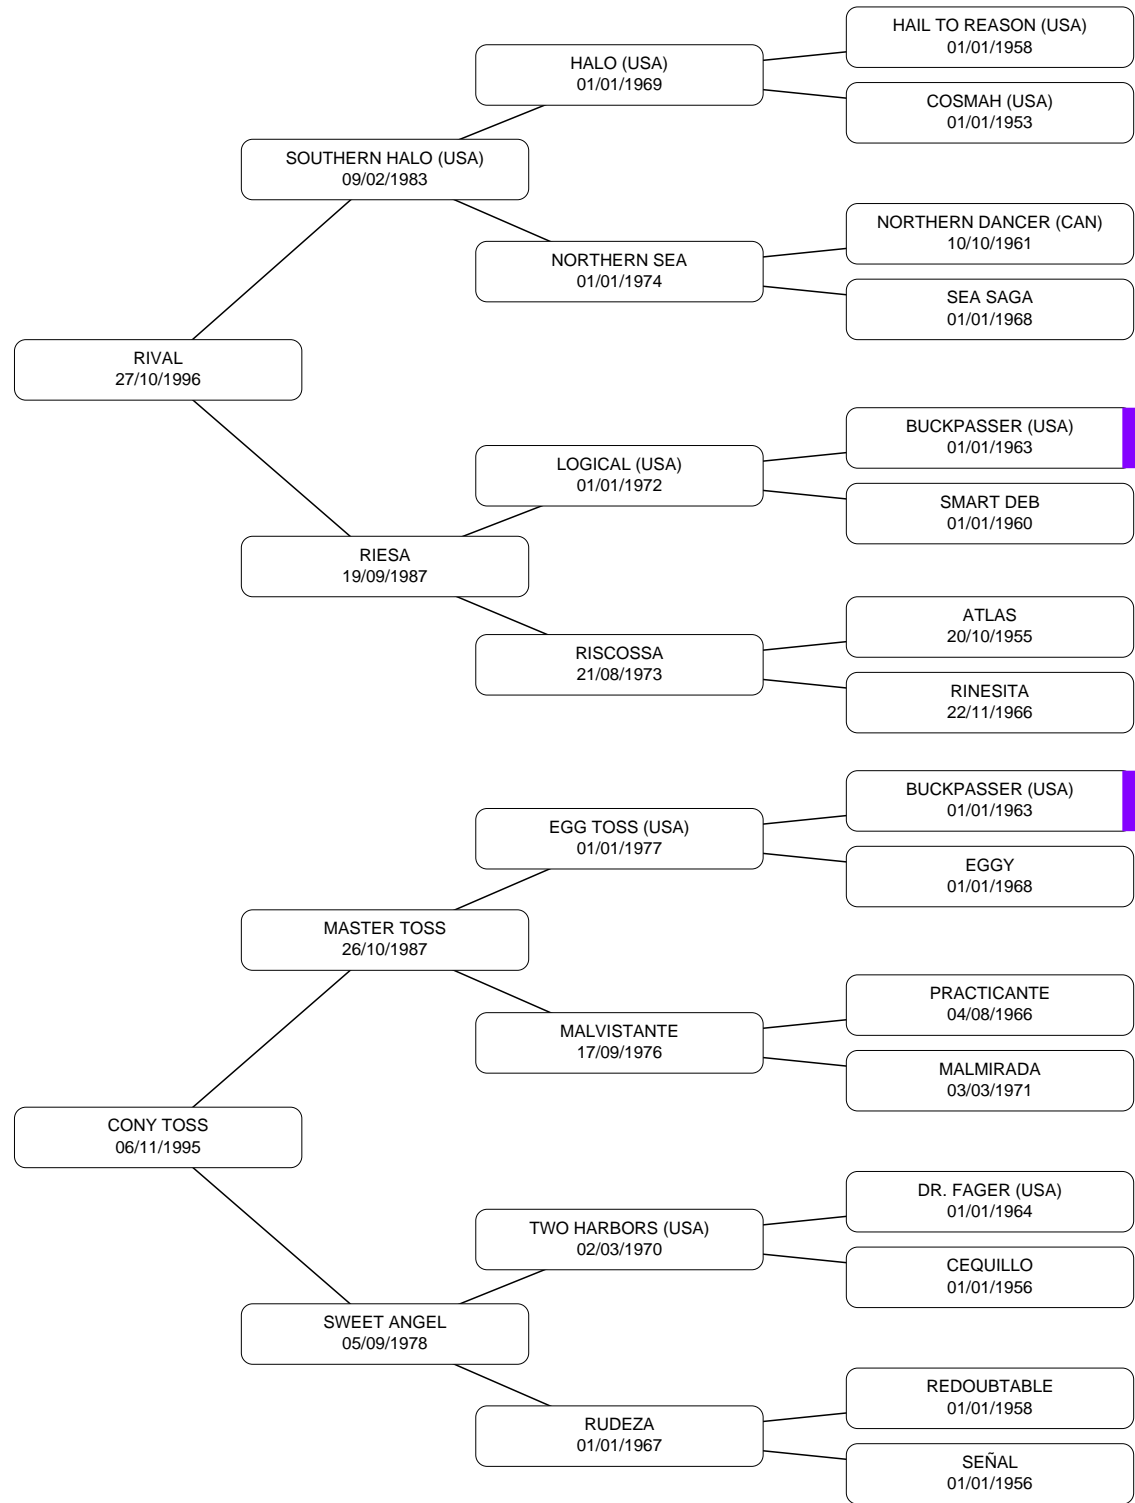 HAIL TO REASON (USA)
01/01/1958
HALO (USA)
01/01/1969
COSMAH (USA)
01/01/1953
SOUTHERN HALO (USA)
09/02/1983
NORTHERN DANCER (CAN)
10/10/1961
NORTHERN SEA
01/01/1974
SEA SAGA
01/01/1968
RIVAL
27/10/1996
BUCKPASSER (USA)
01/01/1963
LOGICAL (USA)
01/01/1972
SMART DEB
01/01/1960
RIESA
19/09/1987
ATLAS
20/10/1955
RISCOSSA
21/08/1973
RINESITA
22/11/1966
BUCKPASSER (USA)
01/01/1963
EGG TOSS (USA)
01/01/1977
EGGY
01/01/1968
MASTER TOSS
26/10/1987
PRACTICANTE
04/08/1966
MALVISTANTE
17/09/1976
MALMIRADA
03/03/1971
CONY TOSS
06/11/1995
DR. FAGER (USA)
01/01/1964
TWO HARBORS (USA)
02/03/1970
CEQUILLO
01/01/1956
SWEET ANGEL
05/09/1978
REDOUBTABLE
01/01/1958
RUDEZA
01/01/1967
SEÑAL
01/01/1956